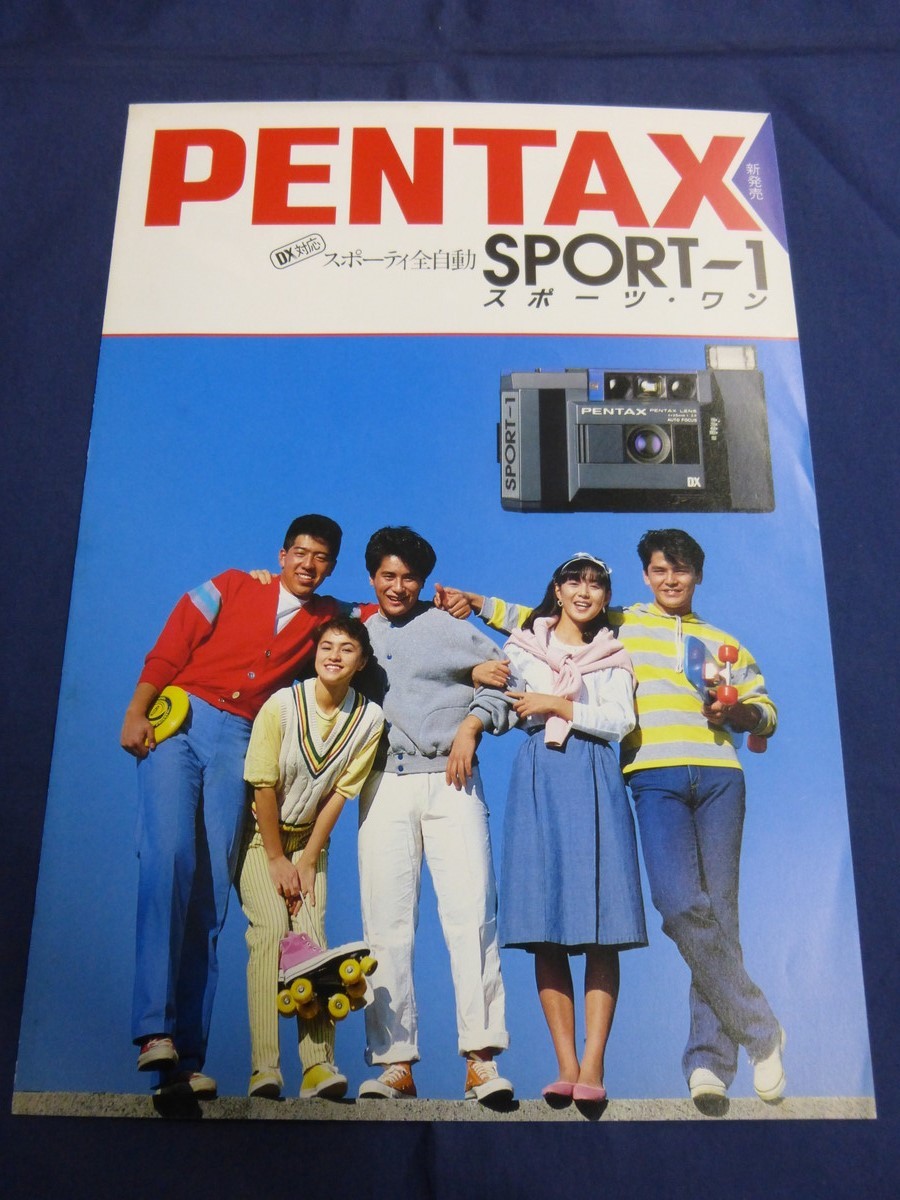 PENTAX
新発売
DX対応
スポーティ全自動
SPORT-1
スポーツ・ワン
SPORT-1
PENTAX
PENTAX LENS
AUTO FOCUS
DX